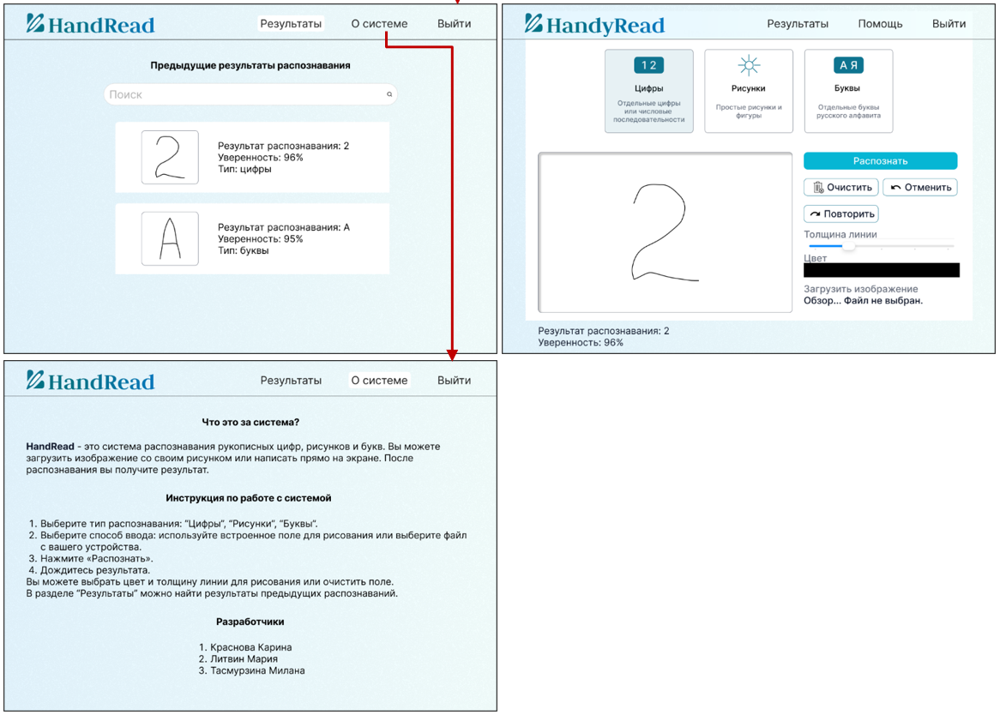 HandRead
Результаты
О системе
Выйти
Предыдущие результаты распознавания
Поиск
2
Результат распознавания: 2
Уверенность: 96%
Тип: цифры
А
Результат распознавания: А
Уверенность: 95%
Тип: буквы
HandyRead
Результаты
Помощь
Выйти
1 2
Цифры
Отдельные цифры
или числовые
последовательности
Рисунки
Простые рисунки и
фигуры
А Я
Буквы
Отдельные буквы
русского алфавита
2
Распознать
Очистить
Отменить
Повторить
Толщина линии
Цвет
Загрузить изображение
Обзор... Файл не выбран.
Результат распознавания: 2
Уверенность: 96%
HandRead
Результаты
О системе
Выйти
Что это за система?
HandRead - это система распознавания рукописных цифр, рисунков и букв. Вы можете
загрузить изображение со своим рисунком или написать прямо на экране. После
распознавания вы получите результат.
Инструкция по работе с системой
1. Выберите тип распознавания: “Цифры”, “Рисунки”, “Буквы”.
2. Выберите способ ввода: используйте встроенное поле для рисования или выберите файл
с вашего устройства.
3. Нажмите «Распознать».
4. Дождитесь результата.
Вы можете выбрать цвет и толщину линии для рисования или очистить поле.
В разделе “Результаты” можно найти результаты предыдущих распознаваний.
Разработчики
1. Краснова Карина
2. Литвин Мария
3. Тасмурзина Милана